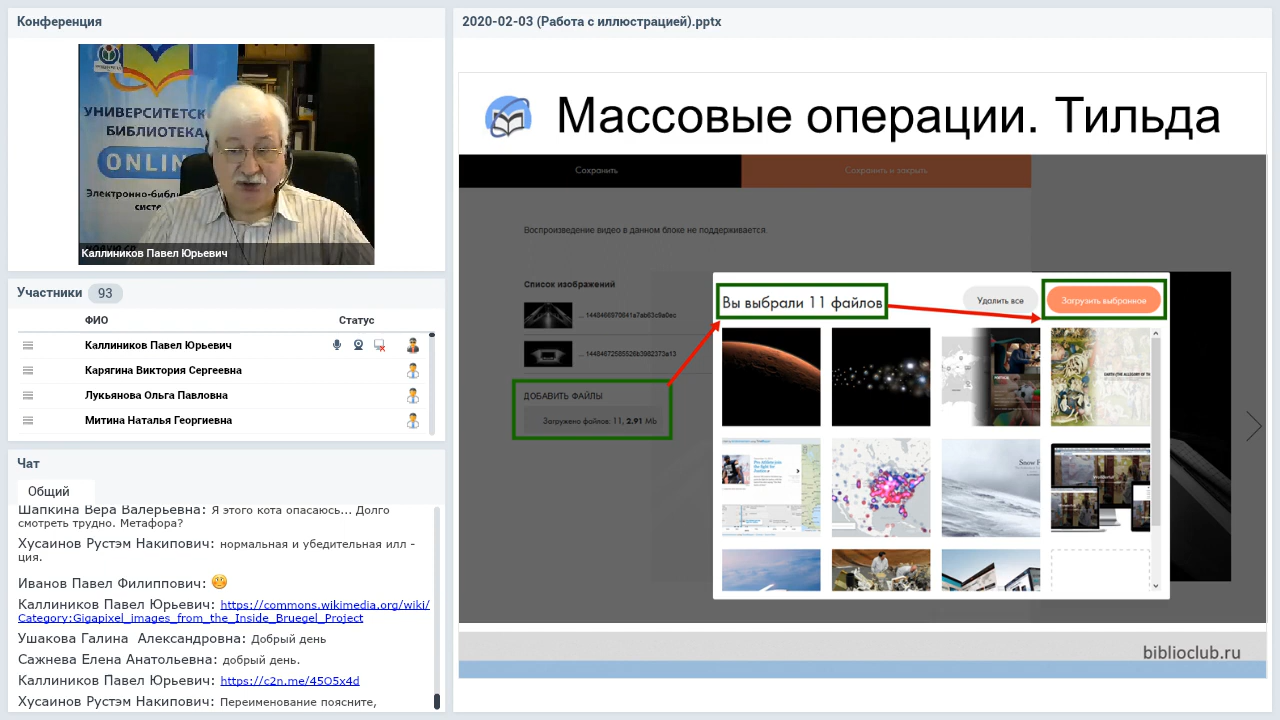 Конференция
УНИВЕРСИТЕТСК
БИБЛИОТЕКА
ONLIN
Электронно-библ
систе
Каллиников Павел Юрьевич
Участники 93
ФИО Статус
Каллиников Павел Юрьевич
Карягина Виктория Сергеевна
Лукьянова Ольга Павловна
Митина Наталья Георгиевна
Чат
Общий
Шапкина Вера Валерьевна: Я этого кота опасаюсь... Долго
смотреть трудно. Метафора?
Хусаинов Рустэм Накипович: нормальная и убедительная илл -
ция.
Иванов Павел Филиппович:
Каллиников Павел Юрьевич: https://commons.wikimedia.org/wiki/
Category:Gigapixel_images_from_the_Inside_Bruegel_Project
Ушакова Галина Александровна: Добрый день
Сажнева Елена Анатольевна: добрый день.
Каллиников Павел Юрьевич: https://c2n.me/45O5x4d
Хусаинов Рустэм Накипович: Переименование поясните,
2020-02-03 (Работа с иллюстрацией).pptx
Массовые операции. Тильда
Сохранить Сохранить и закрыть
Воспроизведение видео в данном блоке не поддерживается
Список изображений
ДОБАВИТЬ ФАЙЛЫ
Загружено файлов: 11, 2.91 Mb
Вы выбрали 11 файлов Удалить все Загрузить выбранное
biblioclub.ru